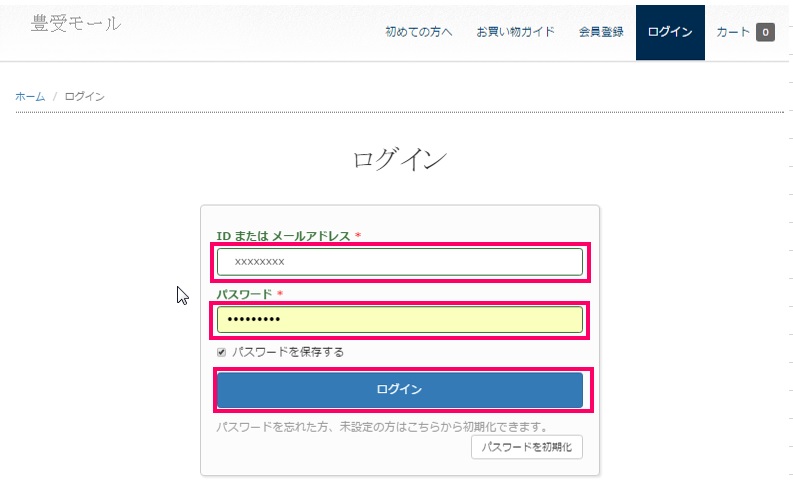 豊受モール
初めての方へ お買い物ガイド 会員登録 ログイン カート 0
ホーム / ログイン
ログイン
ID または メールアドレス *
xxxxxxxx
パスワード *
•••••••••
パスワードを保存する
ログイン
パスワードを忘れた方、未設定の方はこちらから初期化できます。
パスワードを初期化